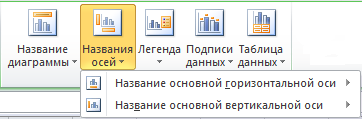 Название Названия Легенда Подписи Таблица
диаграммы осей данных данных
Название основной горизонтальной оси
Название основной вертикальной оси